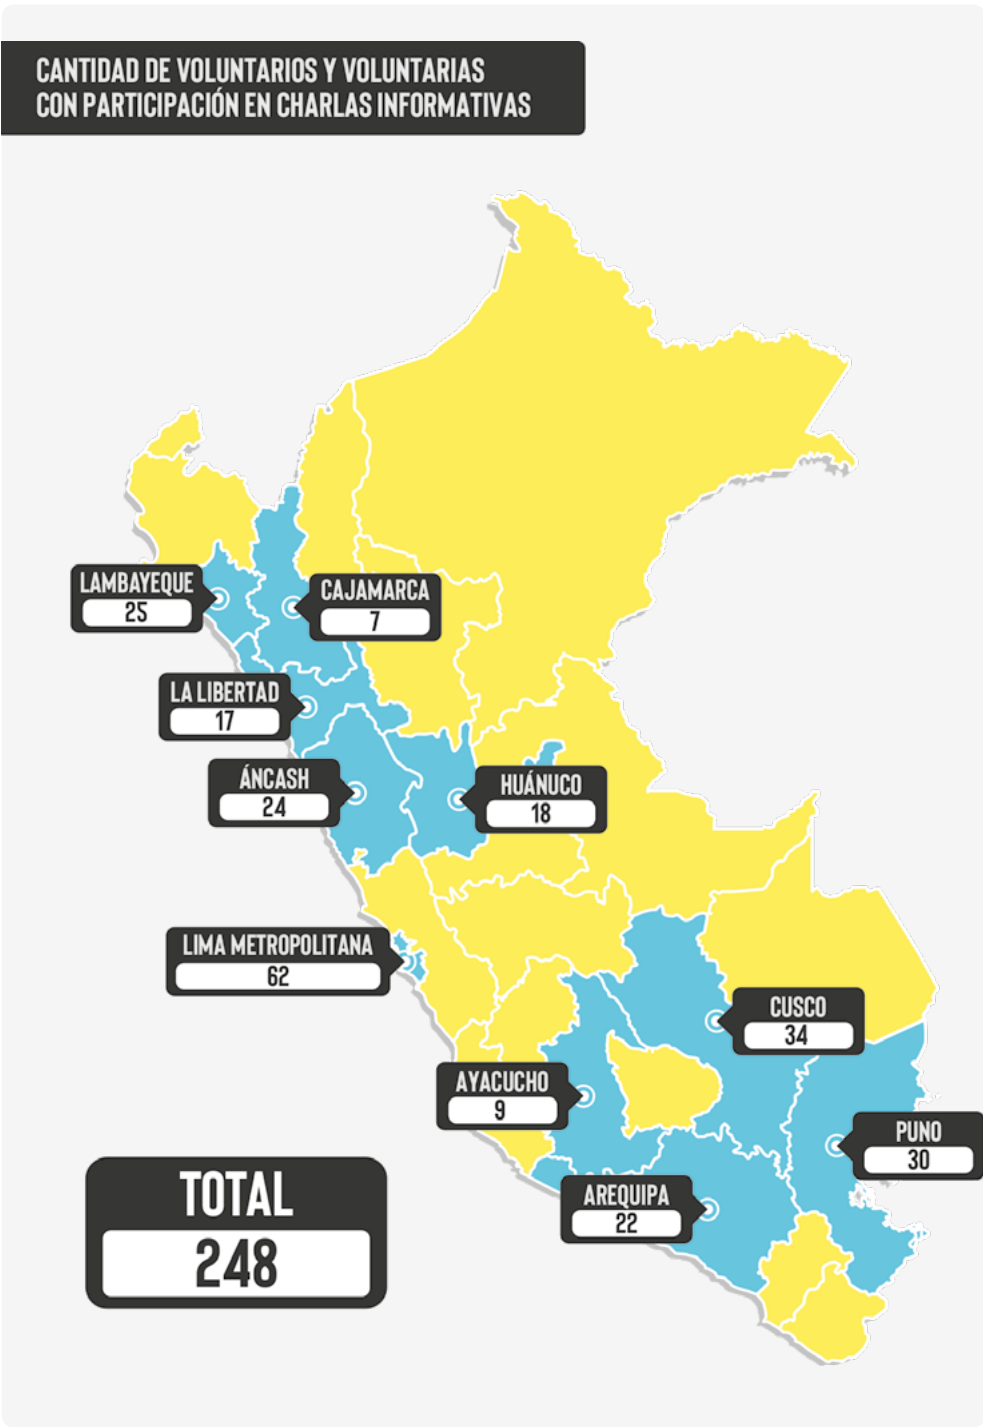 CANTIDAD DE VOLUNTARIOS Y VOLUNTARIAS
CON PARTICIPACIÓN EN CHARLAS INFORMATIVAS
LAMBAYEQUE
25
CAJAMARCA
7
LA LIBERTAD
17
ÁNCASH
24
HUÁNUCO
18
LIMA METROPOLITANA
62
CUSCO
34
AYACUCHO
9
PUNO
30
AREQUIPA
22
TOTAL
248